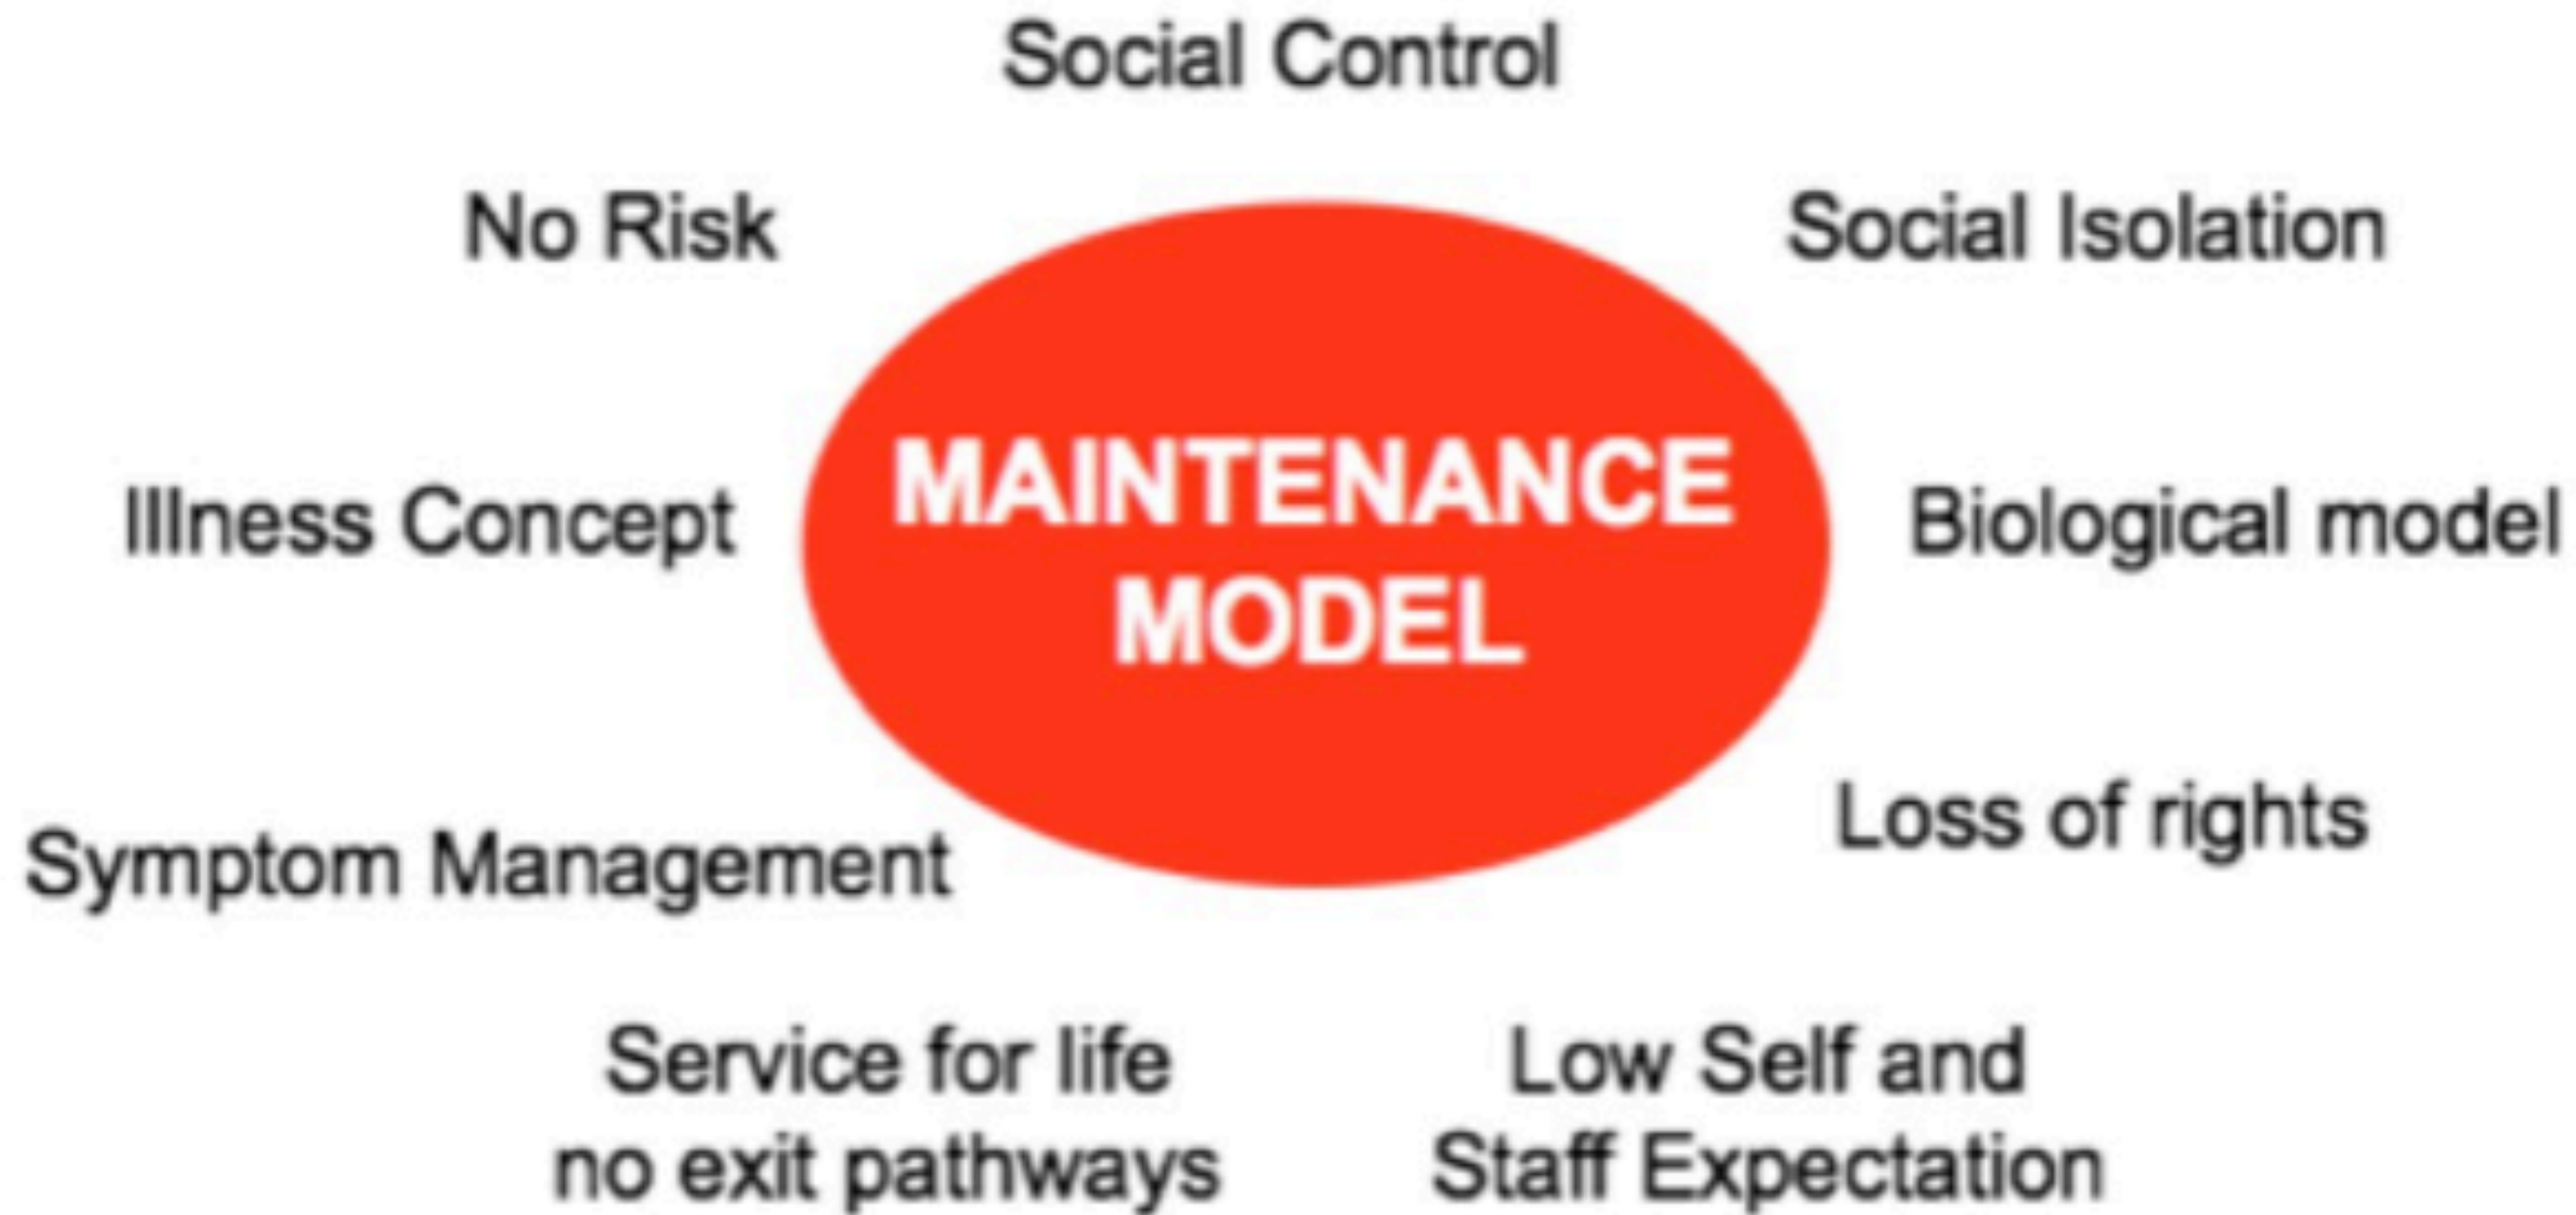 Social Control
No Risk
Social Isolation
MAINTENANCE
MODEL
Illness Concept
Biological model
Loss of rights
Symptom Management
Service for life
no exit pathways
Low Self and
Staff Expectation